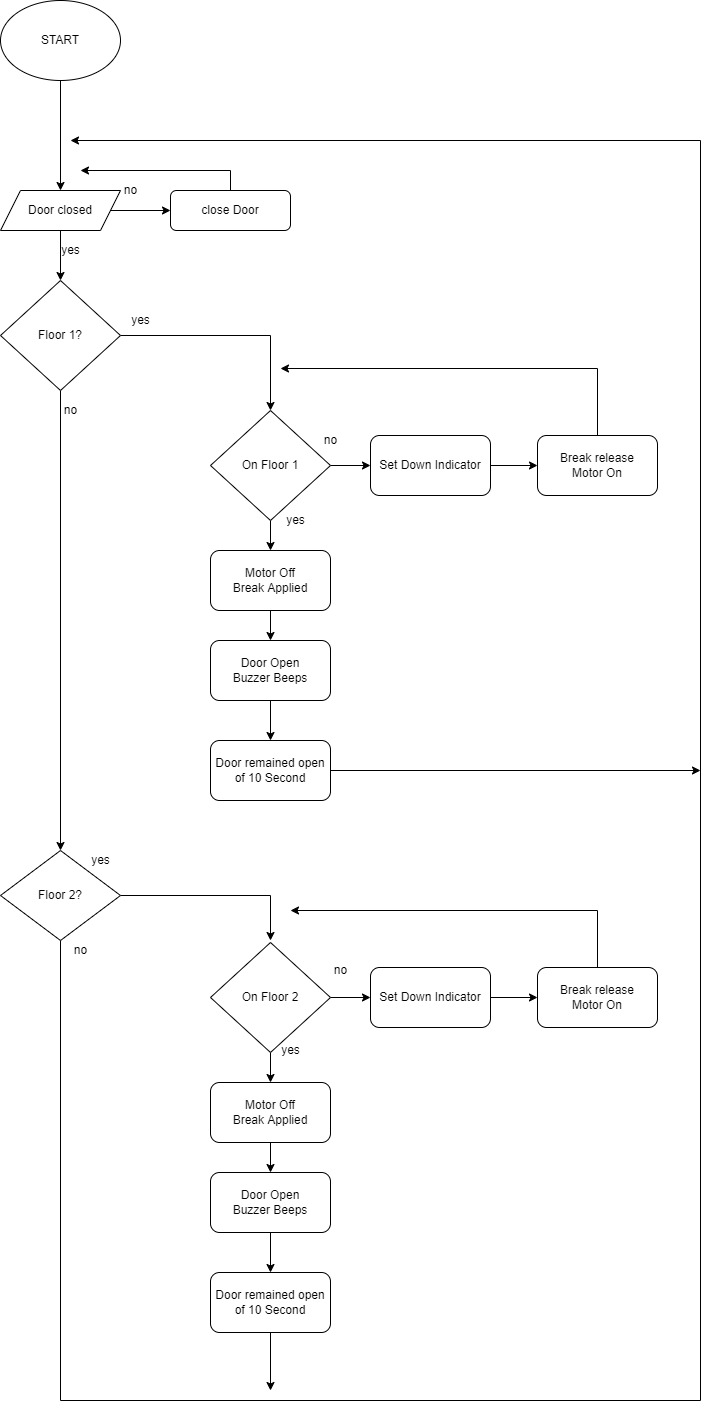 START
Door closed
no
close Door
yes
Floor 1?
yes
no
On Floor 1
no
Set Down Indicator
Break release
Motor On
yes
Motor Off
Break Applied
Door Open
Buzzer Beeps
Door remained open
of 10 Second
Floor 2?
yes
no
On Floor 2
no
Set Down Indicator
Break release
Motor On
yes
Motor Off
Break Applied
Door Open
Buzzer Beeps
Door remained open
of 10 Second